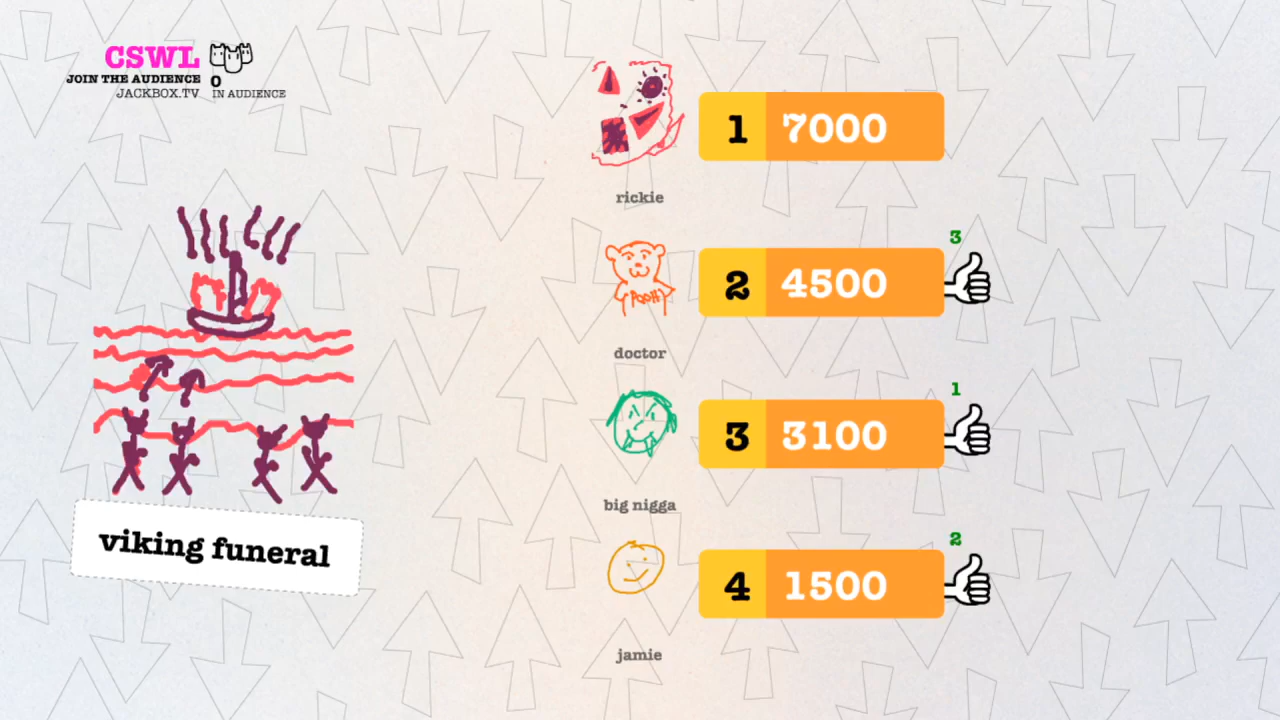 CSWL
JOIN THE AUDIENCE
JACKBOX.TV
0
IN AUDIENCE
viking funeral
1 7000
rickie
3
2 4500
POOH
doctor
1
3 3100
big nigga
2
4 1500
jamie